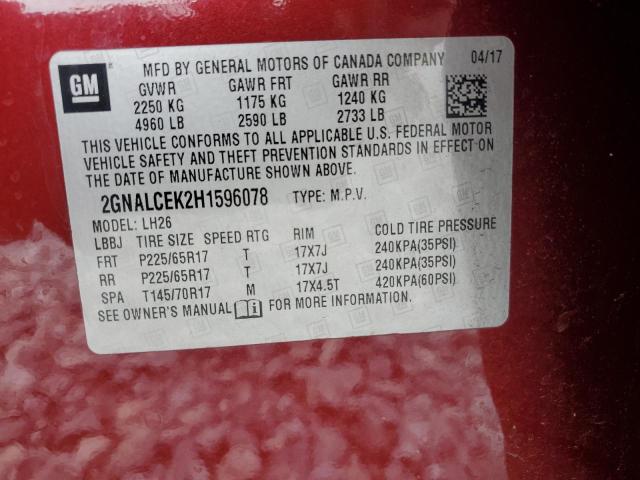 GM
MFD BY GENERAL MOTORS OF CANADA COMPANY 04/17
GVWR GAWR FRT GAWR RR
2250 KG 1175 KG 1240 KG
4960 LB 2590 LB 2733 LB
THIS VEHICLE CONFORMS TO ALL APPLICABLE U.S. FEDERAL MOTOR
VEHICLE SAFETY AND THEFT PREVENTION STANDARDS IN EFFECT ON
THE DATE OF MANUFACTURE SHOWN ABOVE.
2GNALCEK2H1596078 TYPE: M.P.V.
MODEL: LH26
LBBJ TIRE SIZE SPEED RTG RIM COLD TIRE PRESSURE
FRT P225/65R17 T 17X7J 240KPA(35PSI)
RR P225/65R17 T 17X7J 240KPA(35PSI)
SPA T145/70R17 M 17X4.5T 420KPA(60PSI)
SEE OWNER'S MANUAL i FOR MORE INFORMATION.